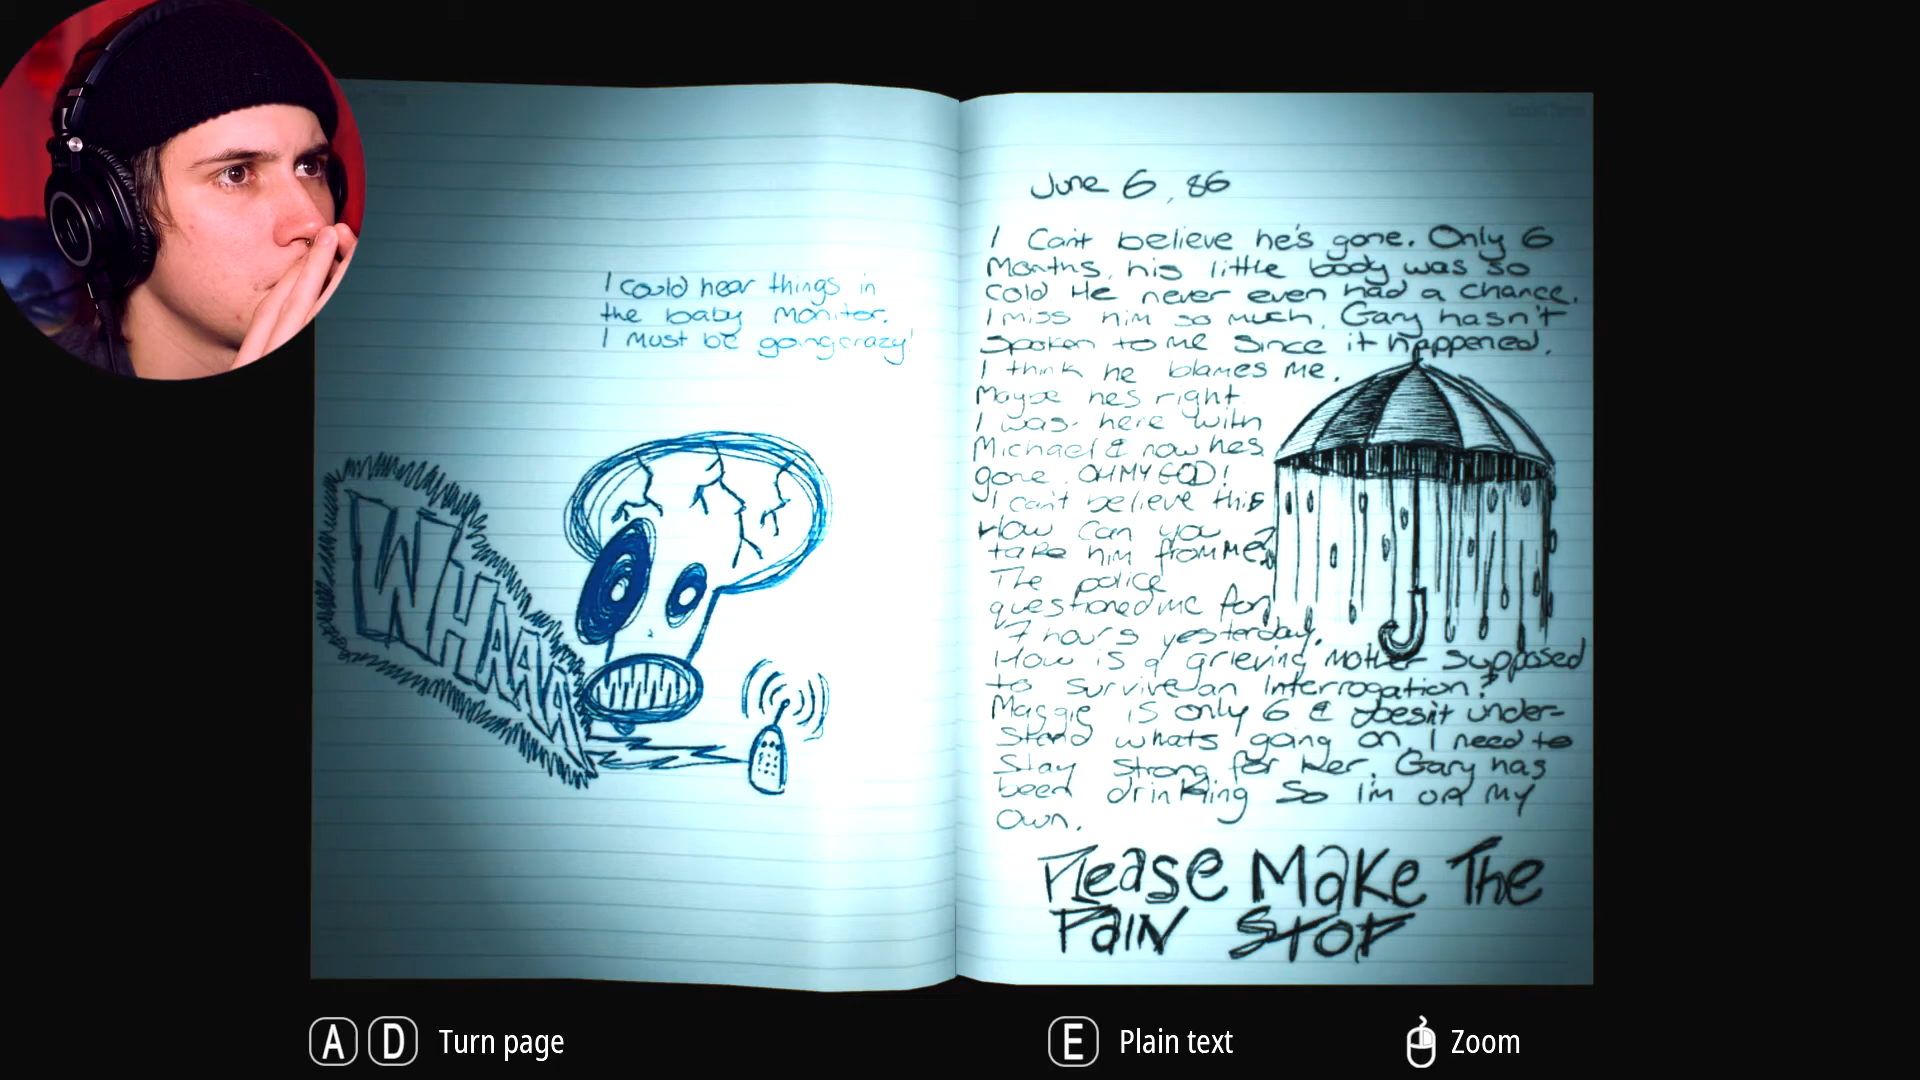 I could hear things in
the baby monitor.
I must be going crazy!
WHAAAA
June 6, 86
I Can't believe he's gone. Only 6
Months, his little body was so
cold. He never even had a chance.
I miss him so much. Gary hasn't
spoken to me since it happened.
I think he blames me.
Maybe hes right
I was here with
Michael & now hes
gone. OH MY GOD!
I can't believe this
How can you
take him from ME?
The police
questioned me for
7 hours yesterday.
How is a grieving mother supposed
to survive an interrogation?
Maggie is only 6 & doesn't under-
stand whats going on. I need to
Stay strong for her. Gary has
been drinking so I'm on my
own.
PLEASE MAKE THE
PAIN STOP
A D Turn page
E Plain text
Zoom